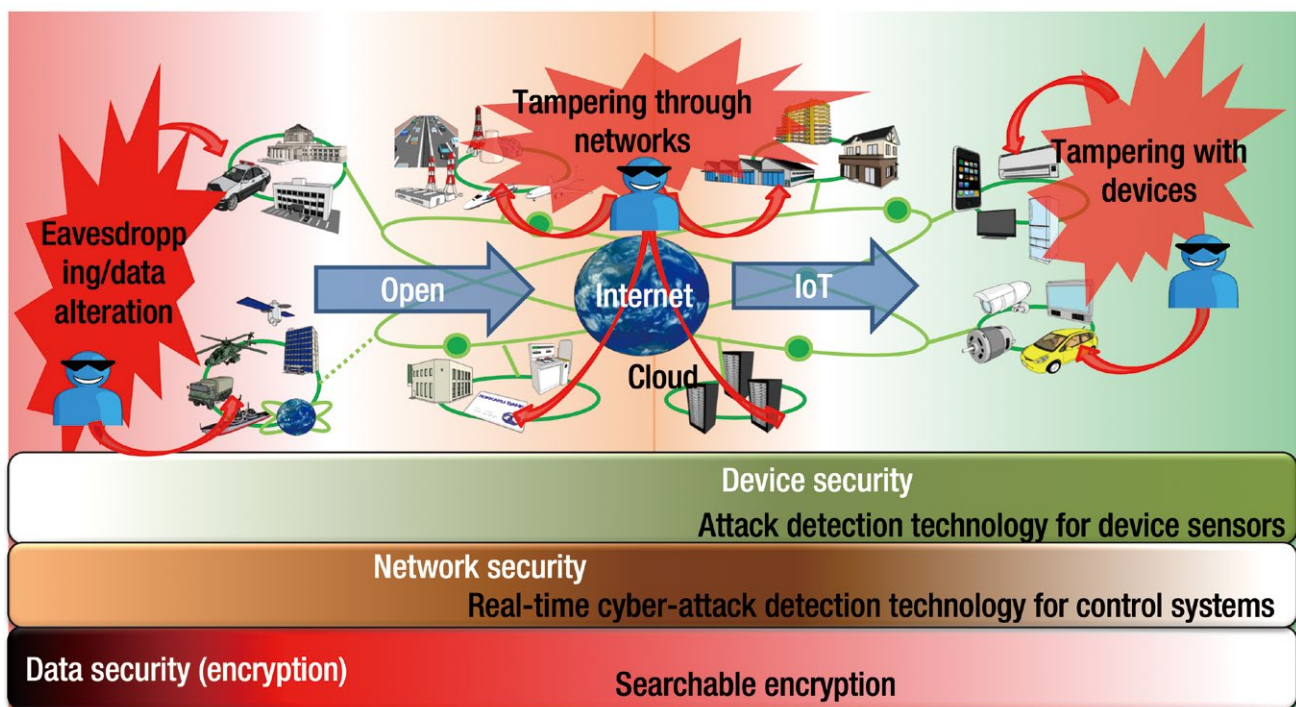 Tampering through
networks
Tampering with
devices
Eavesdropp
ing/data
alteration
Open
Internet
IoT
Cloud
Device security
Attack detection technology for device sensors
Network security
Real-time cyber-attack detection technology for control systems
Data security (encryption)
Searchable encryption